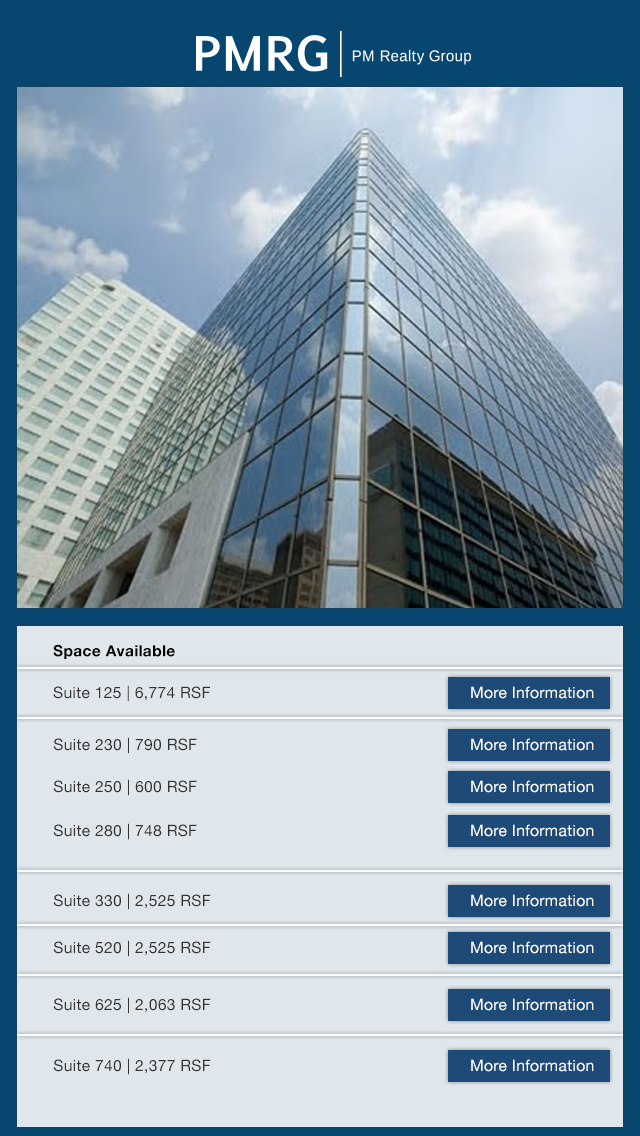 PMRG | PM Realty Group
Space Available
Suite 125 | 6,774 RSF More Information
Suite 230 | 790 RSF More Information
Suite 250 | 600 RSF More Information
Suite 280 | 748 RSF More Information
Suite 330 | 2,525 RSF More Information
Suite 520 | 2,525 RSF More Information
Suite 625 | 2,063 RSF More Information
Suite 740 | 2,377 RSF More Information